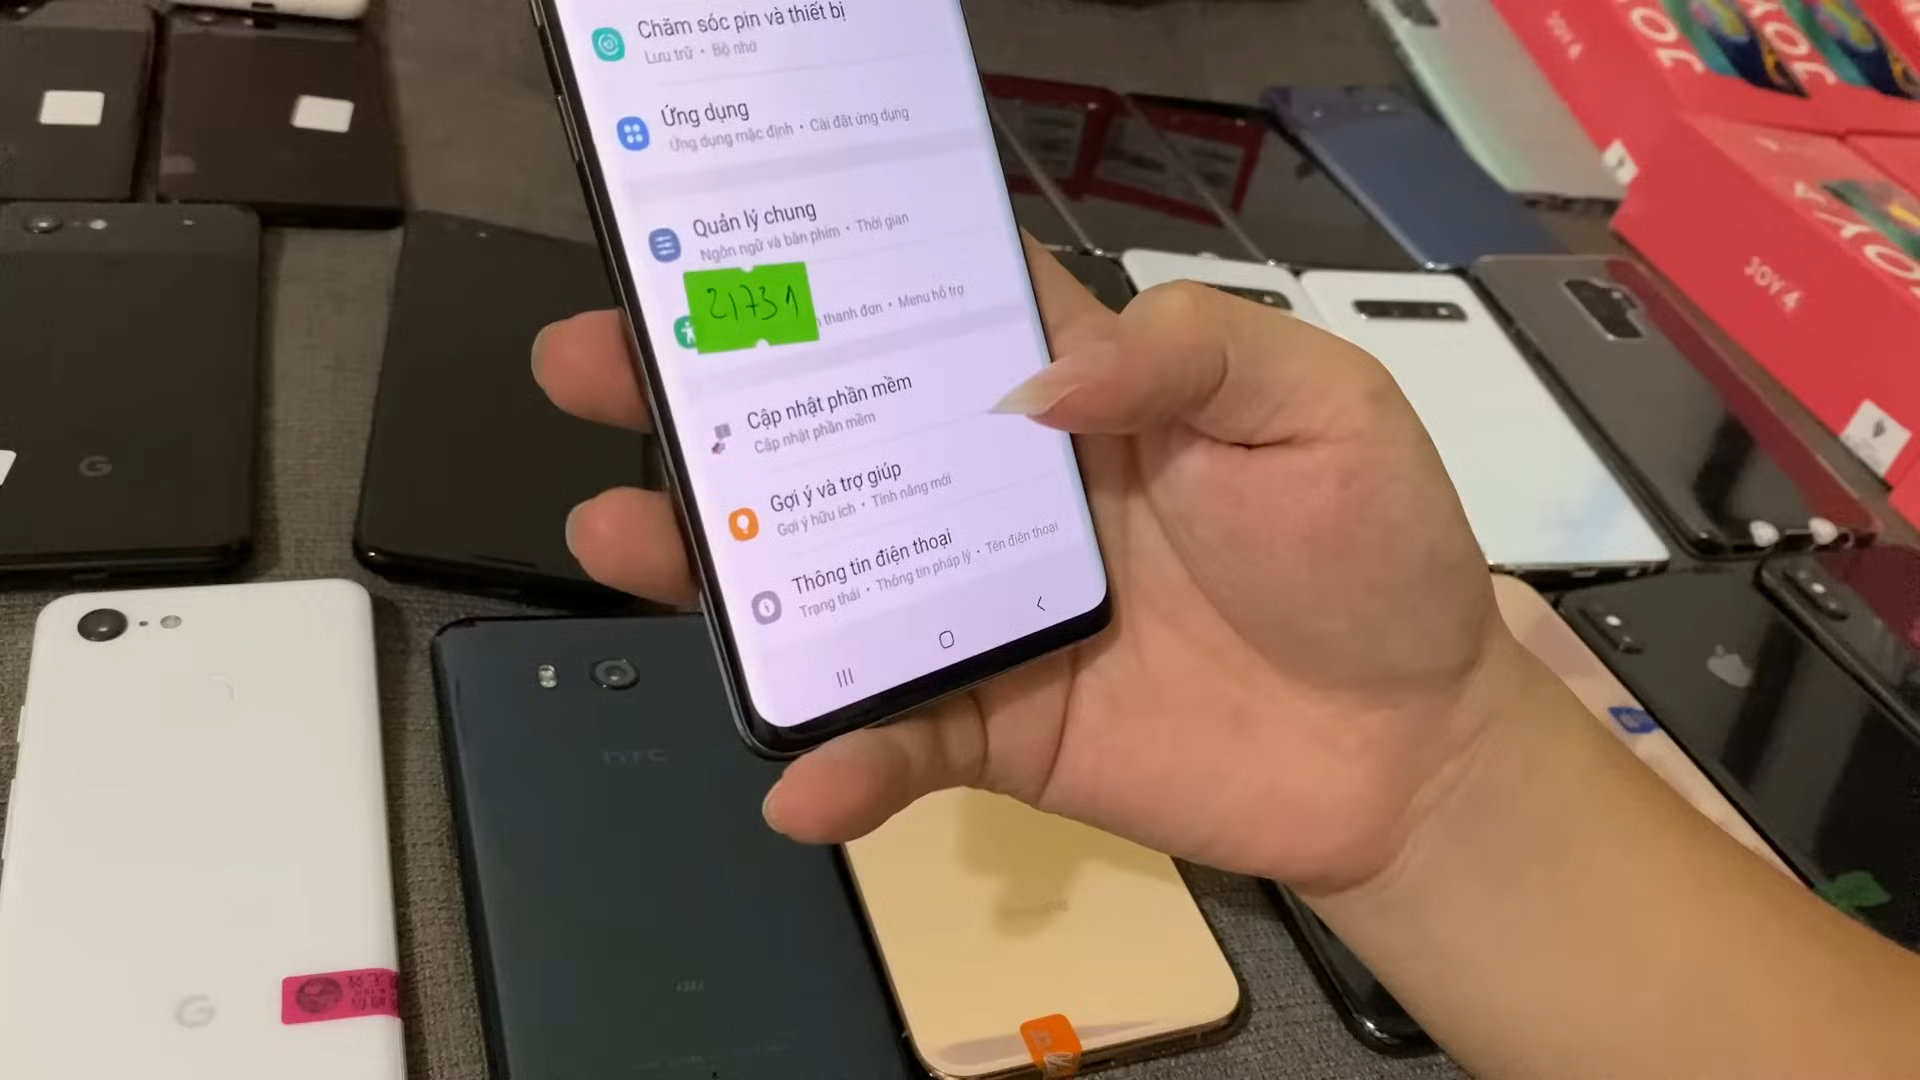 Chăm sóc pin và thiết bị
Lưu trữ • Bộ nhớ
Ứng dụng
Ứng dụng mặc định • Cài đặt ứng dụng
Quản lý chung
Ngôn ngữ và bàn phím • Thời gian
21731
thanh đơn • Menu hỗ trợ
Cập nhật phần mềm
Cập nhật phần mềm
Gợi ý và trợ giúp
Gợi ý hữu ích • Tính năng mới
Thông tin điện thoại
Trạng thái • Thông tin pháp lý • Tên điện thoại
hTC
G
G
JOY 4
JOY 4